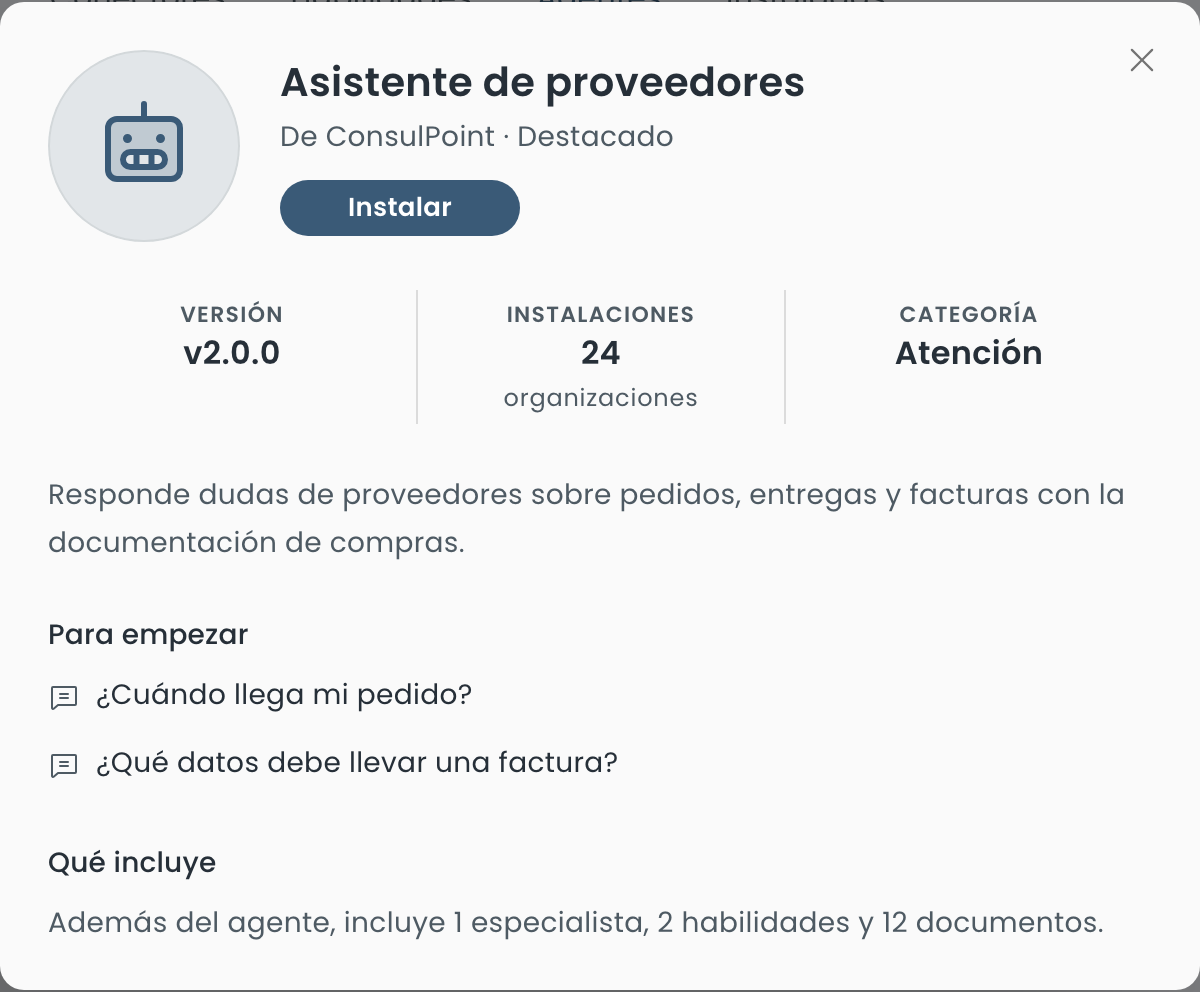 Asistente de proveedores
De ConsulPoint · Destacado
Instalar
VERSIÓN
v2.0.0
INSTALACIONES
24
organizaciones
CATEGORÍA
Atención
Responde dudas de proveedores sobre pedidos, entregas y facturas con la
documentación de compras.
Para empezar
¿Cuándo llega mi pedido?
¿Qué datos debe llevar una factura?
Qué incluye
Además del agente, incluye 1 especialista, 2 habilidades y 12 documentos.